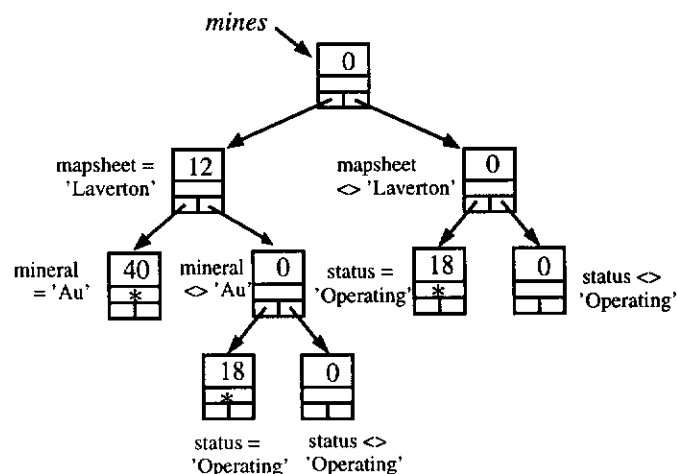 mines
0
mapsheet =
'Laverton'
12
mapsheet
<> 'Laverton'
0
mineral
= 'Au'
40
*
mineral
<> 'Au'
0
status =
'Operating'
18
*
0
status <>
'Operating'
18
*
0
status =
'Operating'
status <>
'Operating'